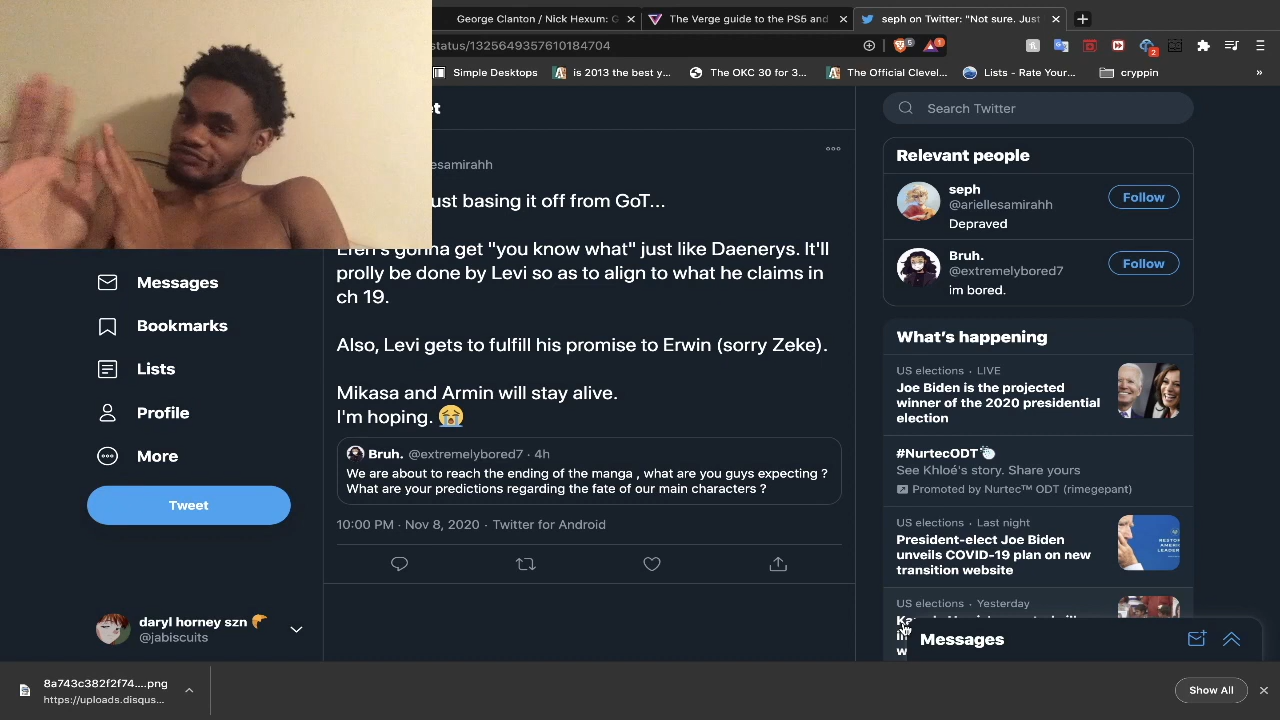 George Clanton / Nick Hexum: G
The Verge guide to the PS5 and
seph on Twitter: "Not sure. Just
status/1325649357610184704
6
1
2
Simple Desktops
is 2013 the best y...
The OKC 30 for 3...
The Official Clevel...
Lists - Rate Your...
cryppin
»
et
Search Twitter
Relevant people
esamirahh
seph
@ariellesamirahh
Follow
Depraved
ust basing it off from GoT...
Eren's gonna get "you know what" just like Daenerys. It'll
prolly be done by Levi so as to align to what he claims in
ch 19.
Bruh.
@extremelybored7
Follow
im bored.
Also, Levi gets to fulfill his promise to Erwin (sorry Zeke).
Mikasa and Armin will stay alive.
I'm hoping. 😭
Bruh. @extremelybored7 · 4h
We are about to reach the ending of the manga , what are you guys expecting ?
What are your predictions regarding the fate of our main characters ?
10:00 PM · Nov 8, 2020 · Twitter for Android
Messages
Bookmarks
Lists
Profile
More
Tweet
daryl horney szn
@jabiscuits
What's happening
US elections · LIVE
Joe Biden is the projected
winner of the 2020 presidential
election
#NurtecODT
See Khloé's story. Share yours
Promoted by Nurtec™ ODT (rimegepant)
US elections · Last night
President-elect Joe Biden
unveils COVID-19 plan on new
transition website
US elections · Yesterday
Messages
8a743c382f2f74....png
https://uploads.disqus...
Show All